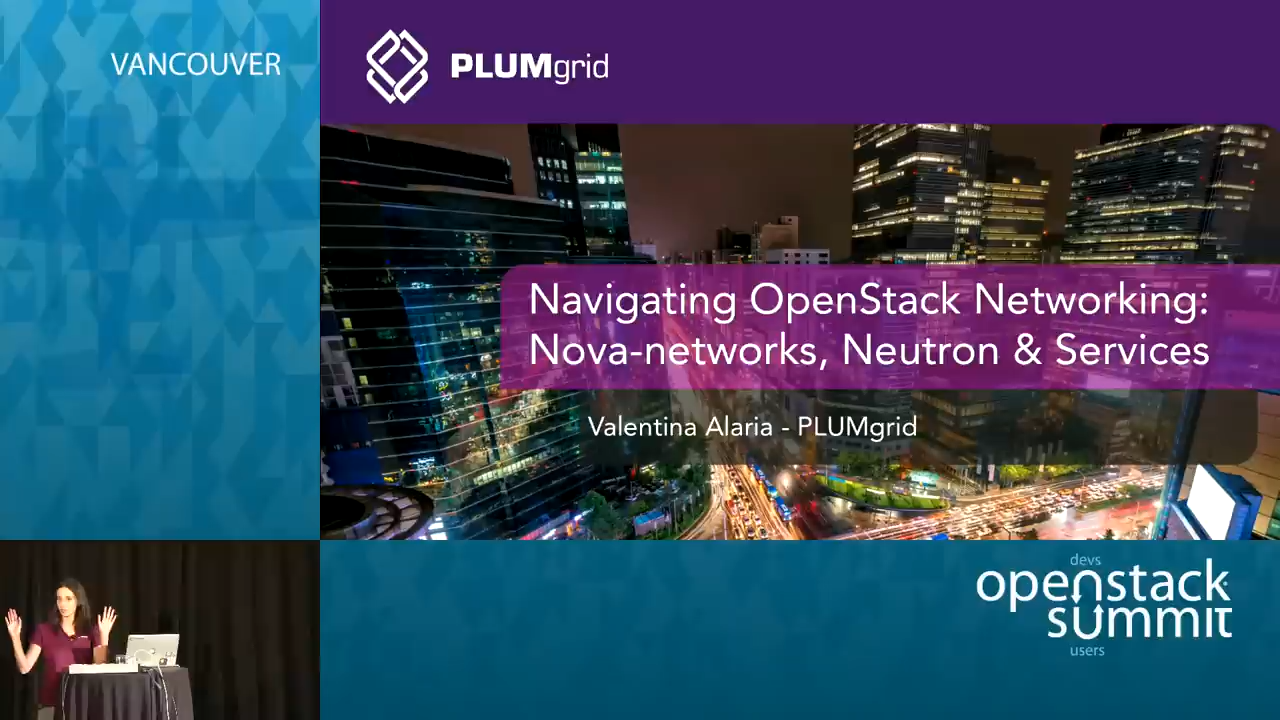 VANCOUVER
PLUMgrid
Navigating OpenStack Networking:
Nova-networks, Neutron & Services
Valentina Alaria - PLUMgrid
devs
openstack
summit
users